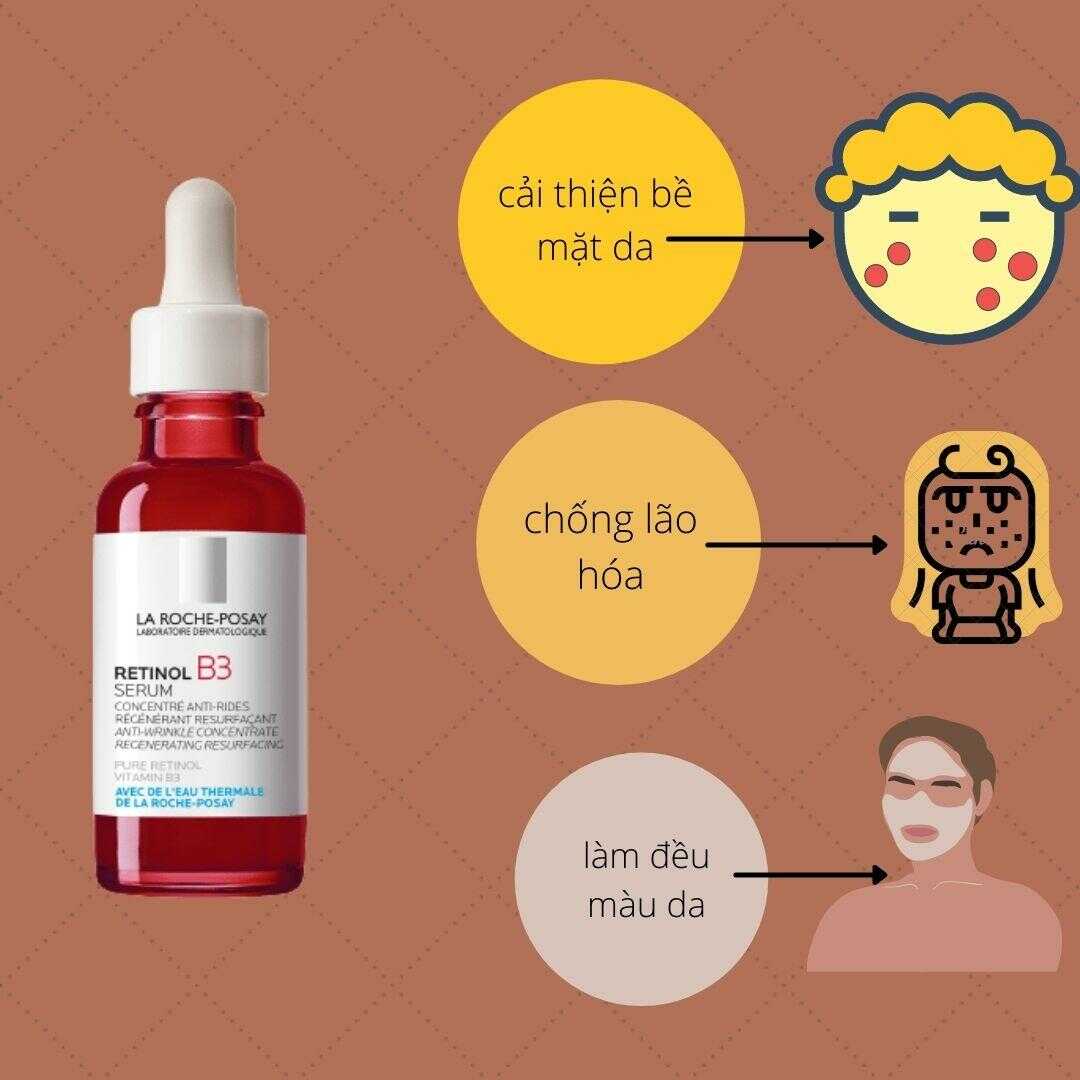 cải thiện bề
mặt da
chống lão
hóa
làm đều
màu da
LA ROCHE-POSAY
LABORATOIRE DERMATOLOGIQUE
RETINOL B3
SERUM
CONCENTRÉ ANTI-RIDES
RÉGÉNÉRANT RESURFAÇANT
ANTI-WRINKLE CONCENTRATE
REGENERATING RESURFACING
PURE RETINOL
VITAMIN B3
AVEC DE L'EAU THERMALE
DE LA ROCHE-POSAY